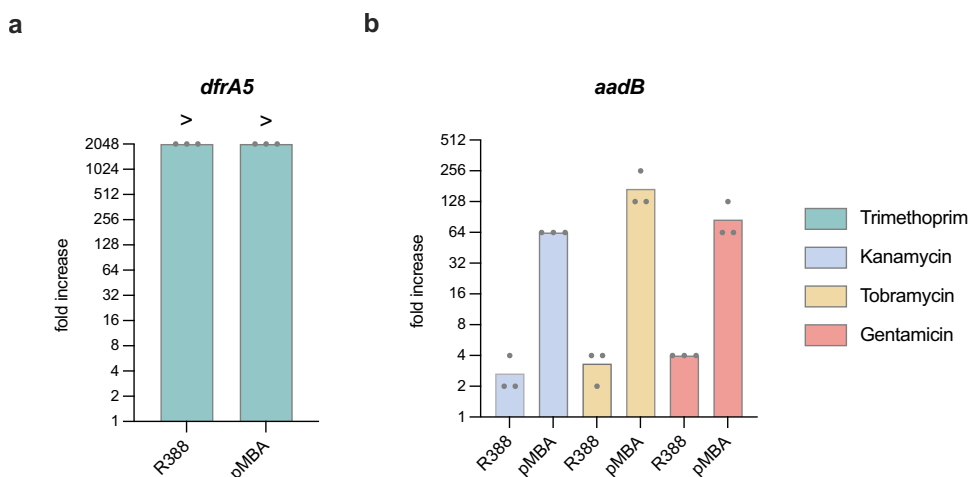 a
dfrA5
> >
2048
1024
512
256
128
64
32
16
8
4
2
1
fold increase
R388
pMBA
b
aadB
512
256
128
64
32
16
8
4
2
1
fold increase
R388
pMBA
R388
pMBA
R388
pMBA
Trimethoprim
Kanamycin
Tobramycin
Gentamicin